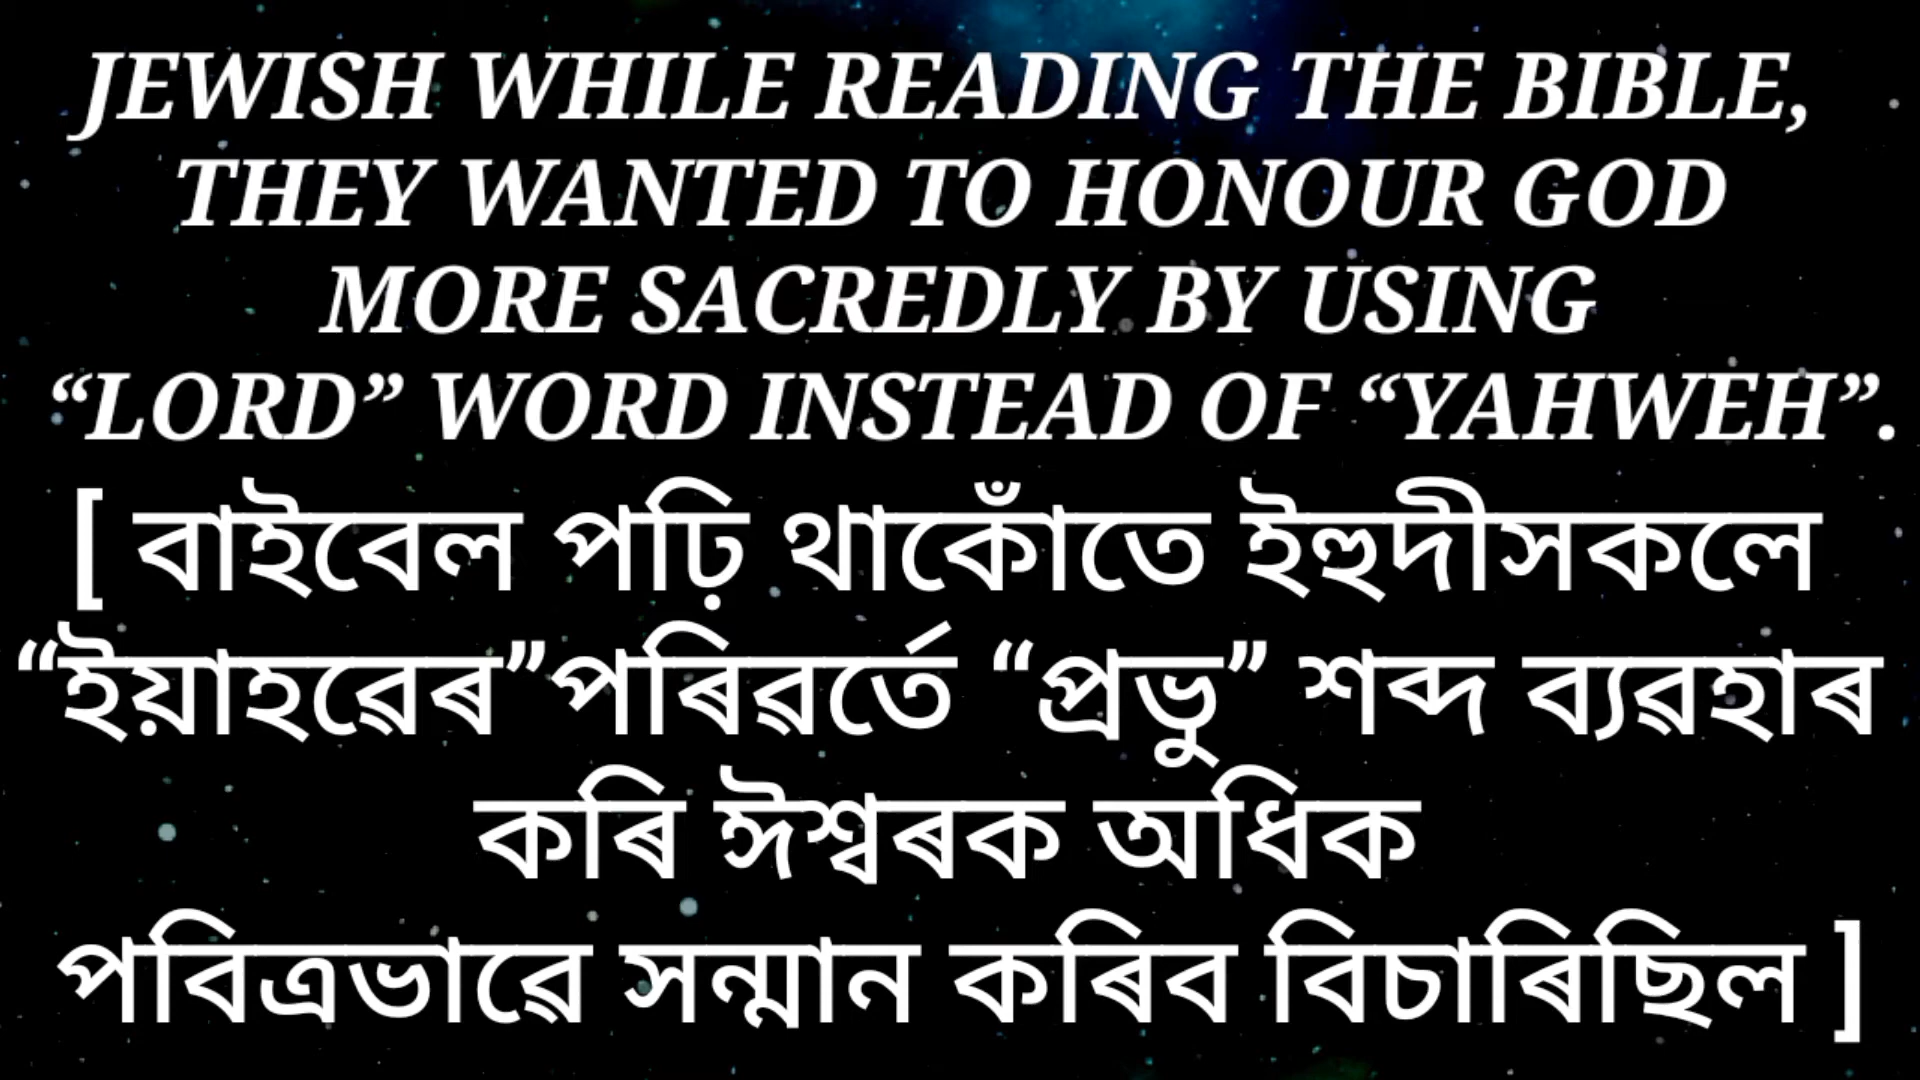 JEWISH WHILE READING THE BIBLE,
THEY WANTED TO HONOUR GOD
MORE SACREDLY BY USING
“LORD” WORD INSTEAD OF “YAHWEH”.
[ বাইবেল পঢ়ি থাকোঁতে ইহুদীসকলে
“ইয়াহৱেৰ”পৰিৱৰ্তে “প্ৰভু” শব্দ ব্যৱহাৰ
কৰি ঈশ্বৰক অধিক
পবিত্ৰভাৱে সন্মান কৰিব বিচাৰিছিল ]